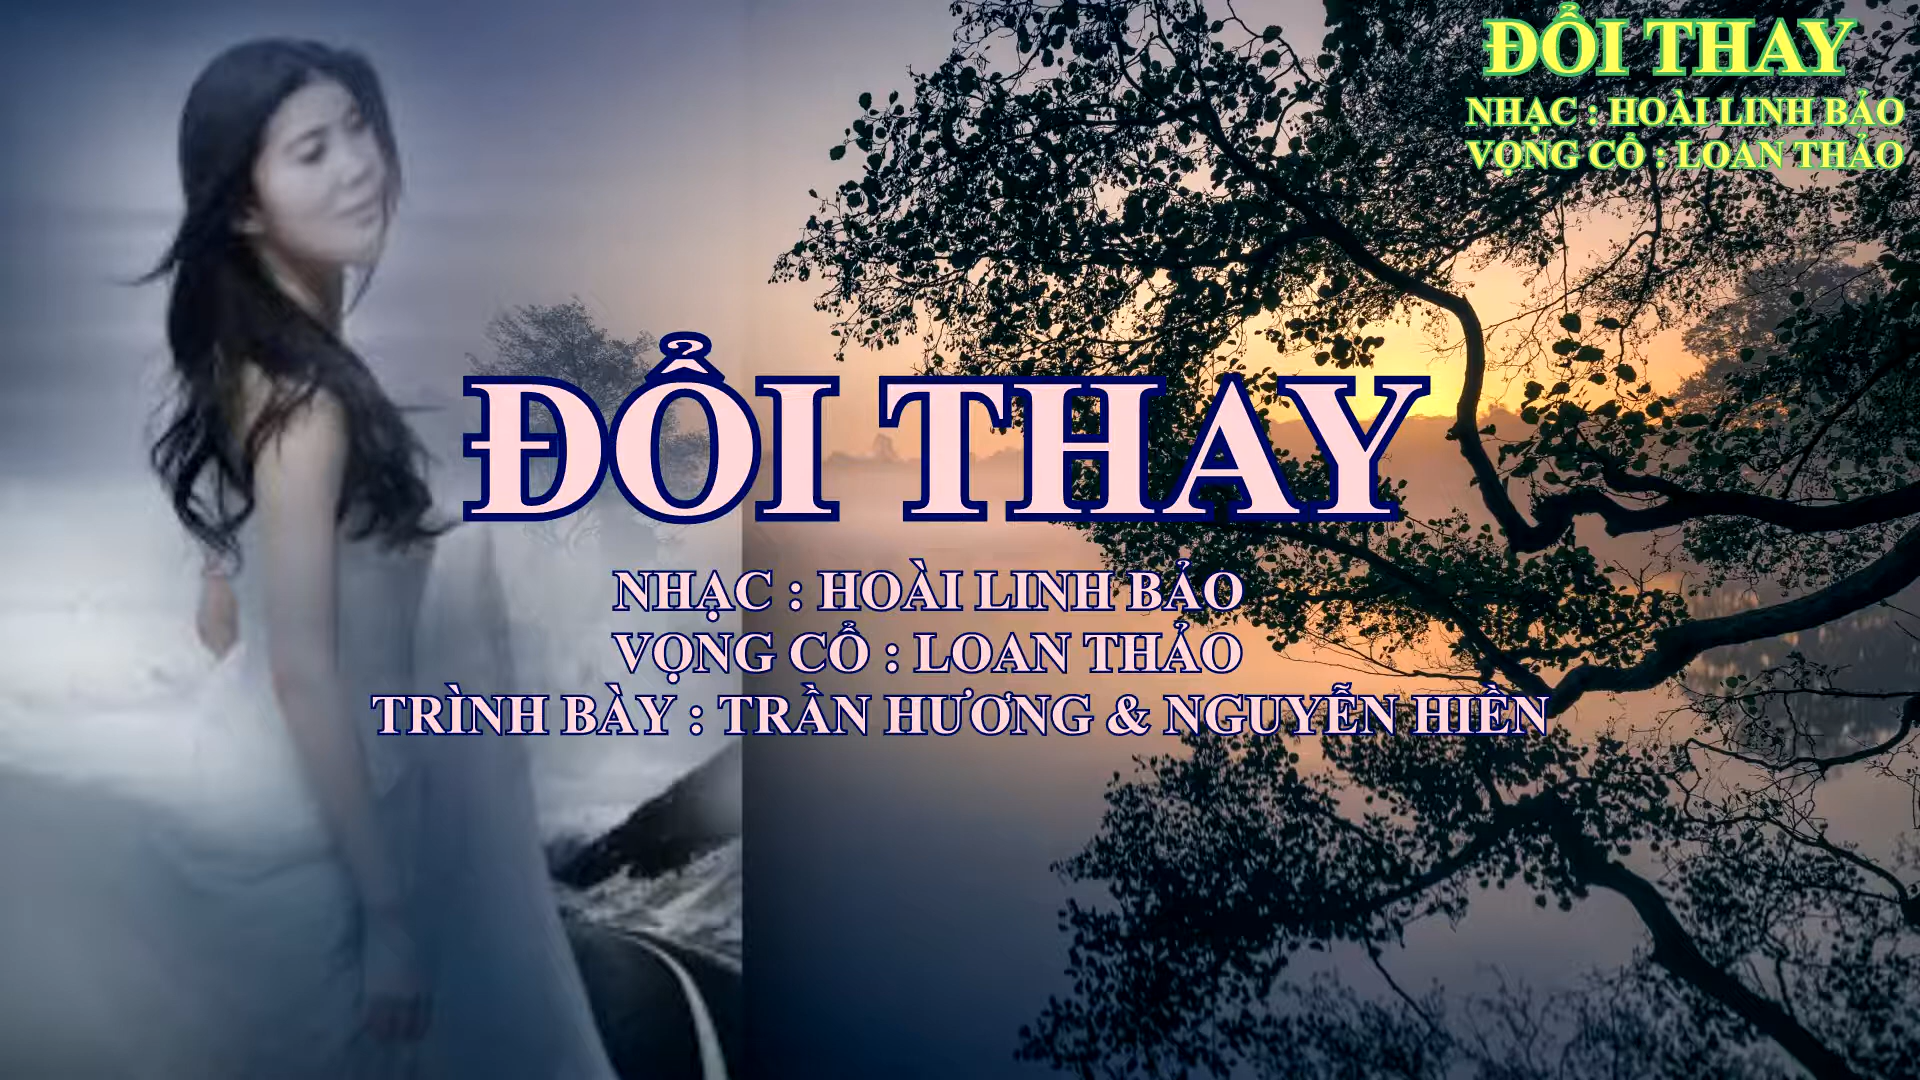 ĐỔI THAY
NHẠC : HOÀI LINH BẢO
VỌNG CỔ : LOAN THẢO
ĐỔI THAY
NHẠC : HOÀI LINH BẢO
VỌNG CỔ : LOAN THẢO
TRÌNH BÀY : TRẦN HƯƠNG & NGUYỄN HIỀN